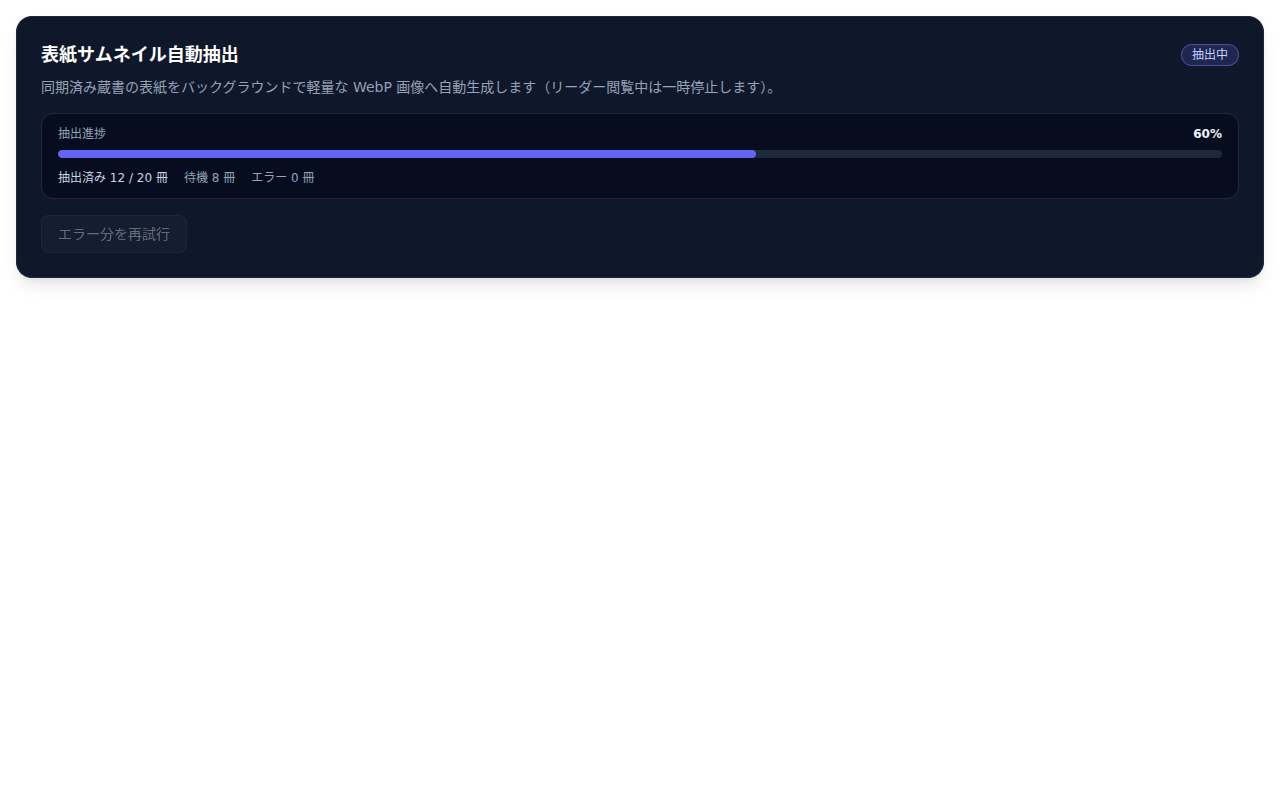 表紙サムネイル自動抽出
抽出中
同期済み蔵書の表紙をバックグラウンドで軽量な WebP 画像へ自動生成します（リーダー閲覧中は一時停止します）。
抽出進捗
60%
抽出済み 12 / 20 冊 待機 8 冊 エラー 0 冊
エラー分を再試行